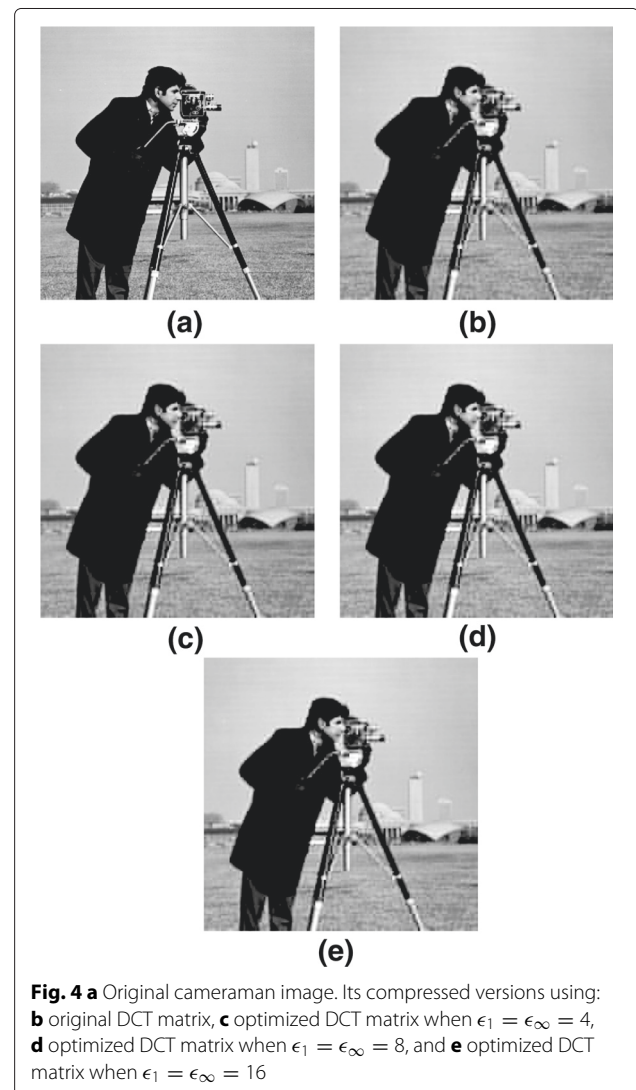 (a)
(b)
(c)
(d)
(e)
Fig. 4 a Original cameraman image. Its compressed versions using:
b original DCT matrix, c optimized DCT matrix when ϵ₁ = ϵ∞ = 4,
d optimized DCT matrix when ϵ₁ = ϵ∞ = 8, and e optimized DCT
matrix when ϵ₁ = ϵ∞ = 16